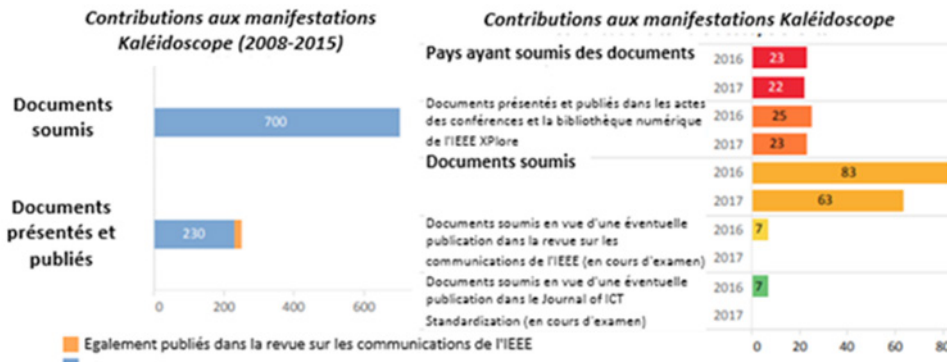 Contributions aux manifestations
Kaléidoscope (2008-2015)
Documents
soumis
700
Documents
présentés et
publiés
230
0
200
400
600
Egalement publiés dans la revue sur les communications de l'IEEE
Contributions aux manifestations Kaléidoscope
Pays ayant soumis des documents
2016
23
2017
22
Documents présentés et publiés dans les actes
des conférences et la bibliothèque numérique
de l'IEEE XPlore
2016
25
2017
23
Documents soumis
2016
83
2017
63
Documents soumis en vue d'une éventuelle
publication dans la revue sur les
communications de l'IEEE (en cours d'examen)
2016
7
2017
Documents soumis en vue d'une éventuelle
publication dans le Journal of ICT
Standardization (en cours d'examen)
2016
7
2017
0
20
40
60
80